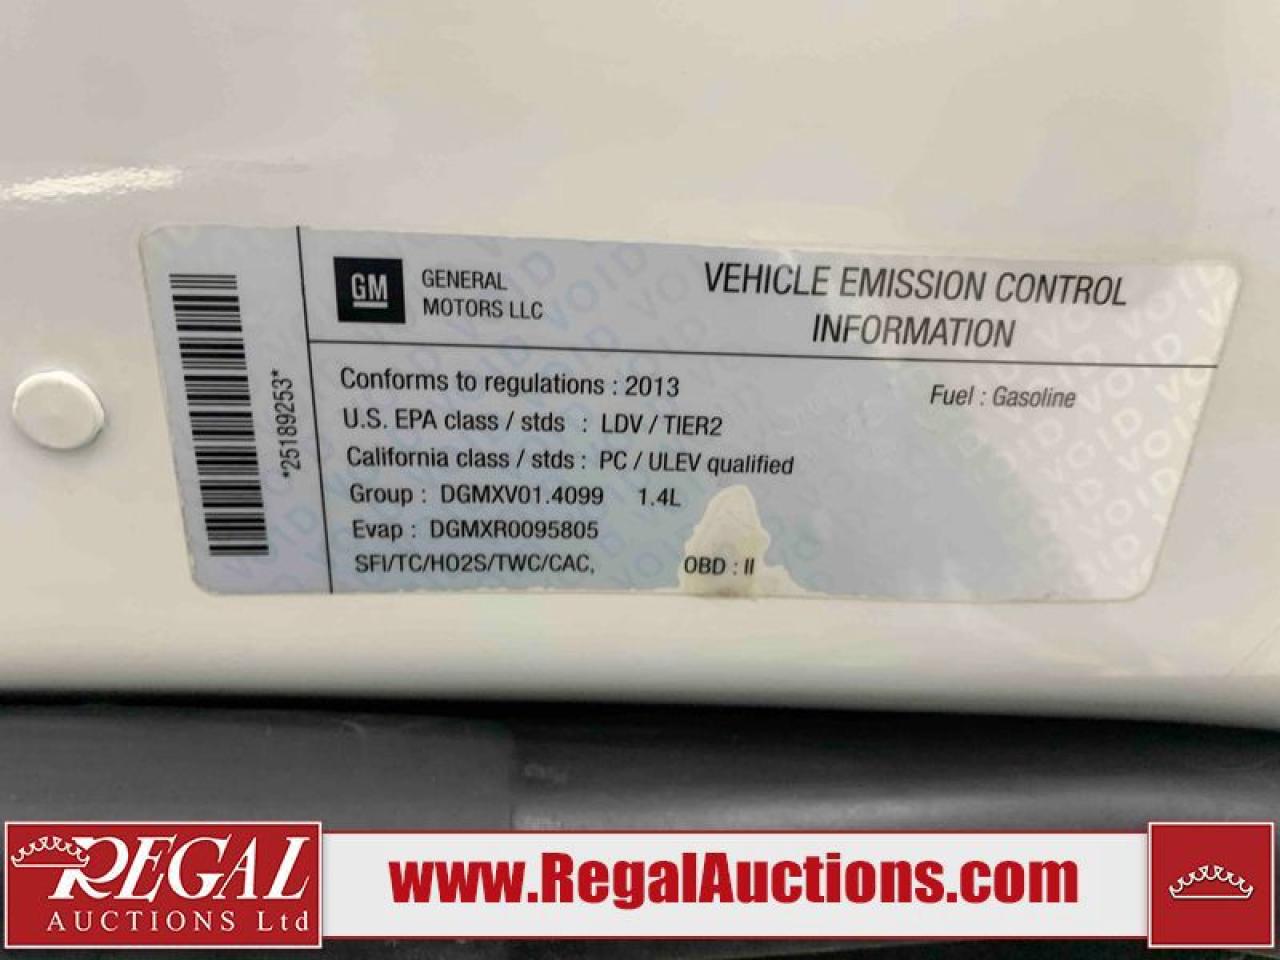 *25189253*
GM
GENERAL
MOTORS LLC
VEHICLE EMISSION CONTROL
INFORMATION
Conforms to regulations : 2013
Fuel : Gasoline
U.S. EPA class / stds : LDV / TIER2
California class / stds : PC / ULEV qualified
Group : DGMXV01.4099 1.4L
Evap : DGMXR0095805
SFI/TC/HO2S/TWC/CAC, OBD : II
REGAL
AUCTIONS Ltd
www.RegalAuctions.com